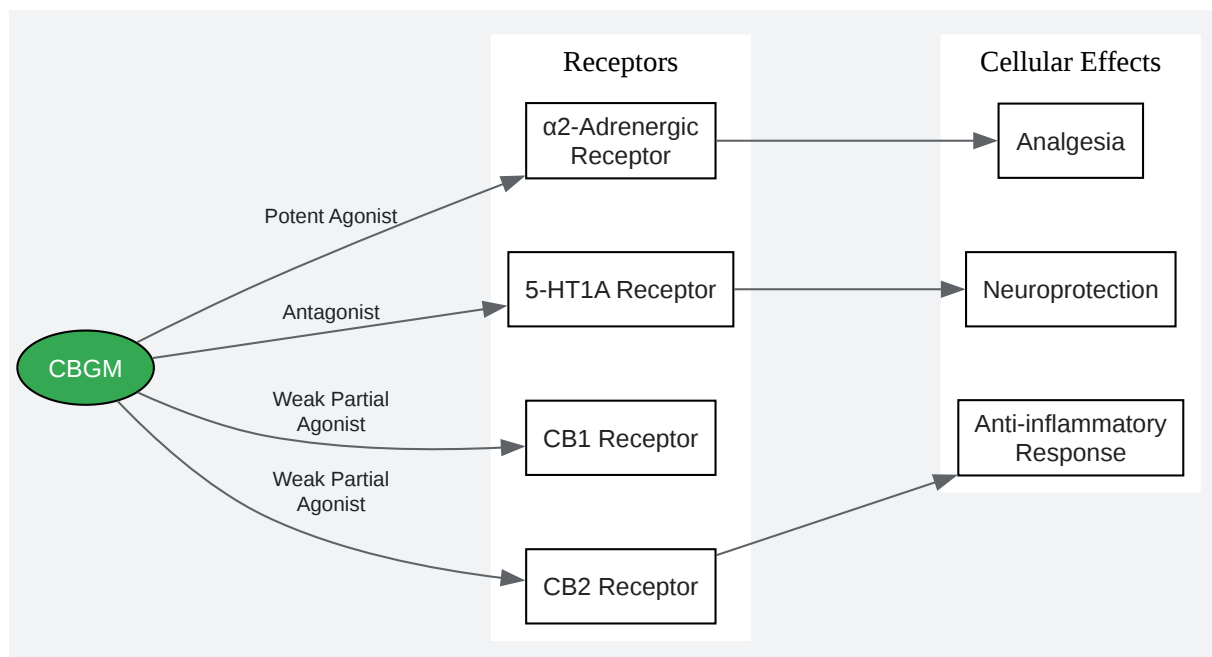 Receptors
Cellular Effects
α2-Adrenergic
Receptor
Analgesia
Potent Agonist
5-HT1A Receptor
Neuroprotection
Antagonist
CBGM
Weak Partial
Agonist
CB1 Receptor
Anti-inflammatory
Response
Weak Partial
Agonist
CB2 Receptor